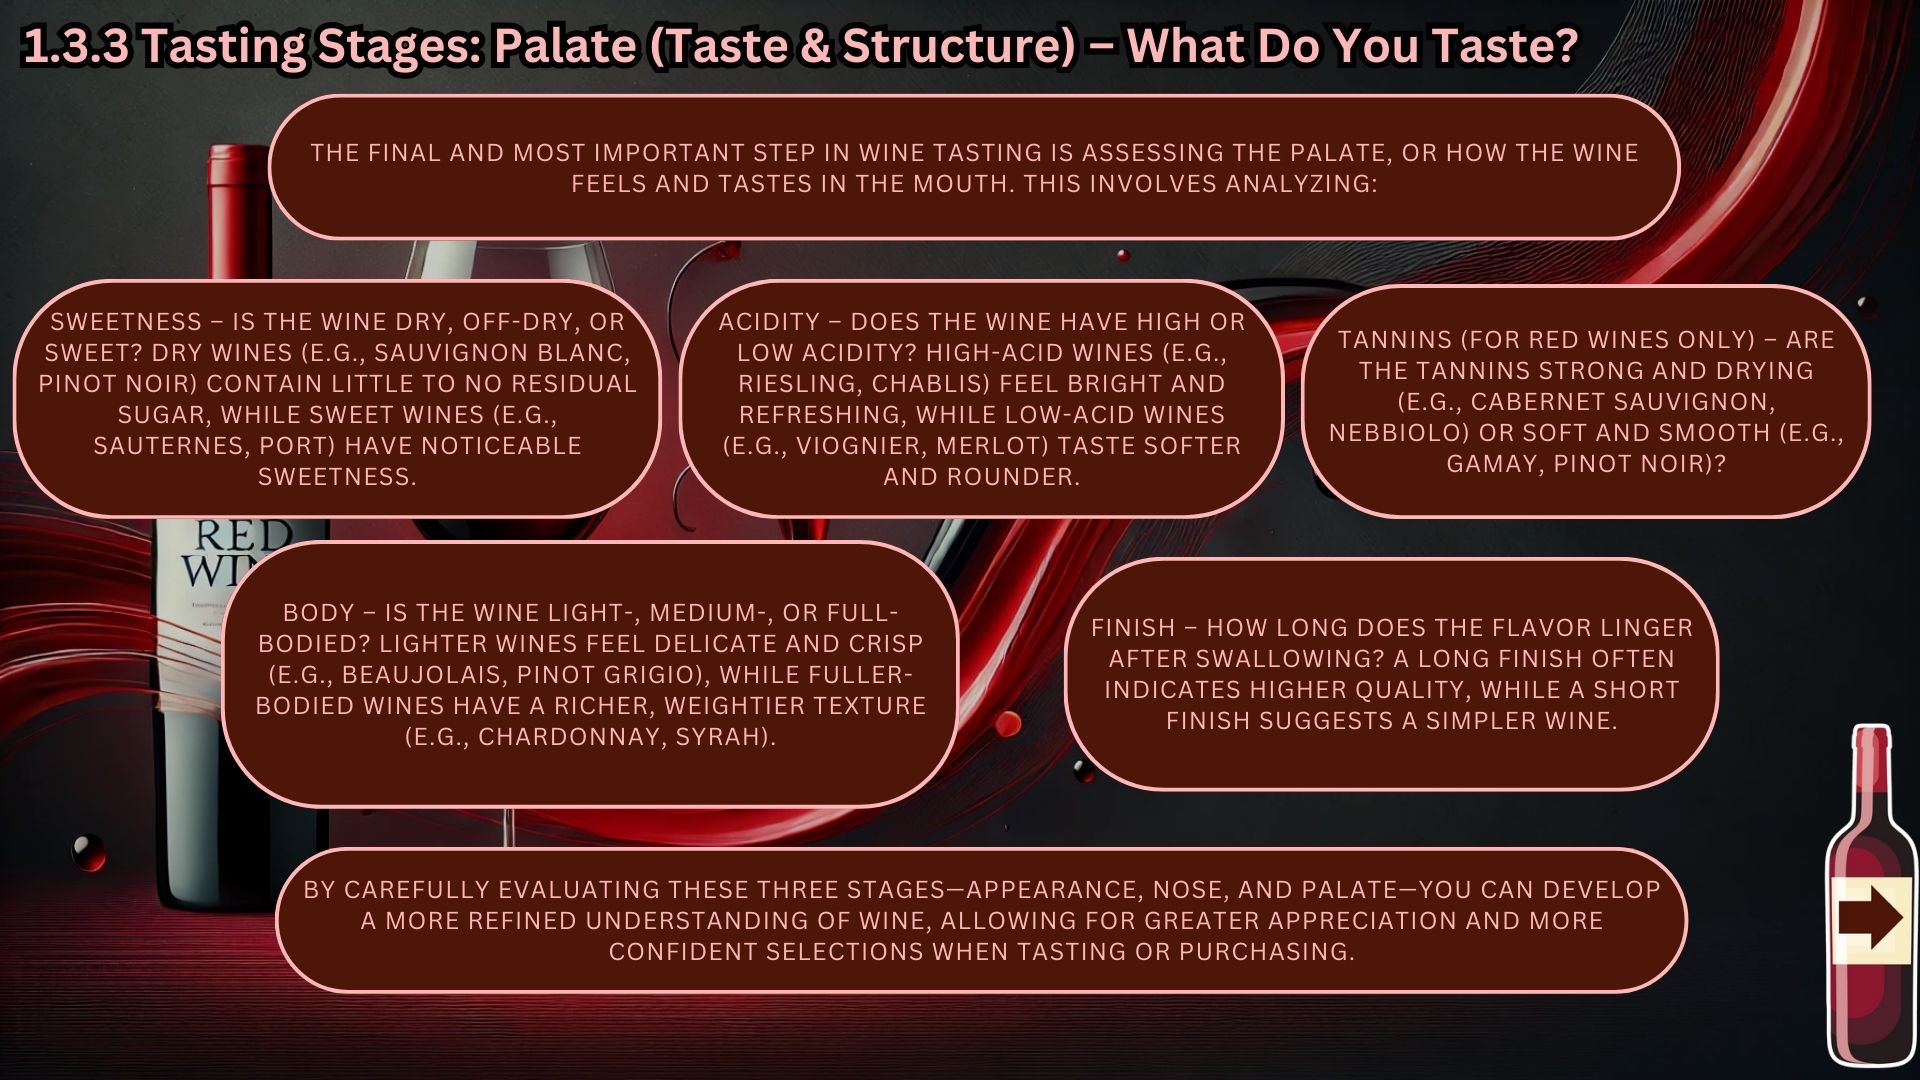 1.3.3 Tasting Stages: Palate (Taste & Structure) – What Do You Taste?
THE FINAL AND MOST IMPORTANT STEP IN WINE TASTING IS ASSESSING THE PALATE, OR HOW THE WINE
FEELS AND TASTES IN THE MOUTH. THIS INVOLVES ANALYZING:
SWEETNESS – IS THE WINE DRY, OFF-DRY, OR
SWEET? DRY WINES (E.G., SAUVIGNON BLANC,
PINOT NOIR) CONTAIN LITTLE TO NO RESIDUAL
SUGAR, WHILE SWEET WINES (E.G.,
SAUTERNES, PORT) HAVE NOTICEABLE
SWEETNESS.
ACIDITY – DOES THE WINE HAVE HIGH OR
LOW ACIDITY? HIGH-ACID WINES (E.G.,
RIESLING, CHABLIS) FEEL BRIGHT AND
REFRESHING, WHILE LOW-ACID WINES
(E.G., VIOGNIER, MERLOT) TASTE SOFTER
AND ROUNDER.
TANNINS (FOR RED WINES ONLY) – ARE
THE TANNINS STRONG AND DRYING
(E.G., CABERNET SAUVIGNON,
NEBBIOLO) OR SOFT AND SMOOTH (E.G.,
GAMAY, PINOT NOIR)?
RED
WIN
BODY – IS THE WINE LIGHT-, MEDIUM-, OR FULL-
BODIED? LIGHTER WINES FEEL DELICATE AND CRISP
(E.G., BEAUJOLAIS, PINOT GRIGIO), WHILE FULLER-
BODIED WINES HAVE A RICHER, WEIGHTIER TEXTURE
(E.G., CHARDONNAY, SYRAH).
FINISH – HOW LONG DOES THE FLAVOR LINGER
AFTER SWALLOWING? A LONG FINISH OFTEN
INDICATES HIGHER QUALITY, WHILE A SHORT
FINISH SUGGESTS A SIMPLER WINE.
BY CAREFULLY EVALUATING THESE THREE STAGES—APPEARANCE, NOSE, AND PALATE—YOU CAN DEVELOP
A MORE REFINED UNDERSTANDING OF WINE, ALLOWING FOR GREATER APPRECIATION AND MORE
CONFIDENT SELECTIONS WHEN TASTING OR PURCHASING.